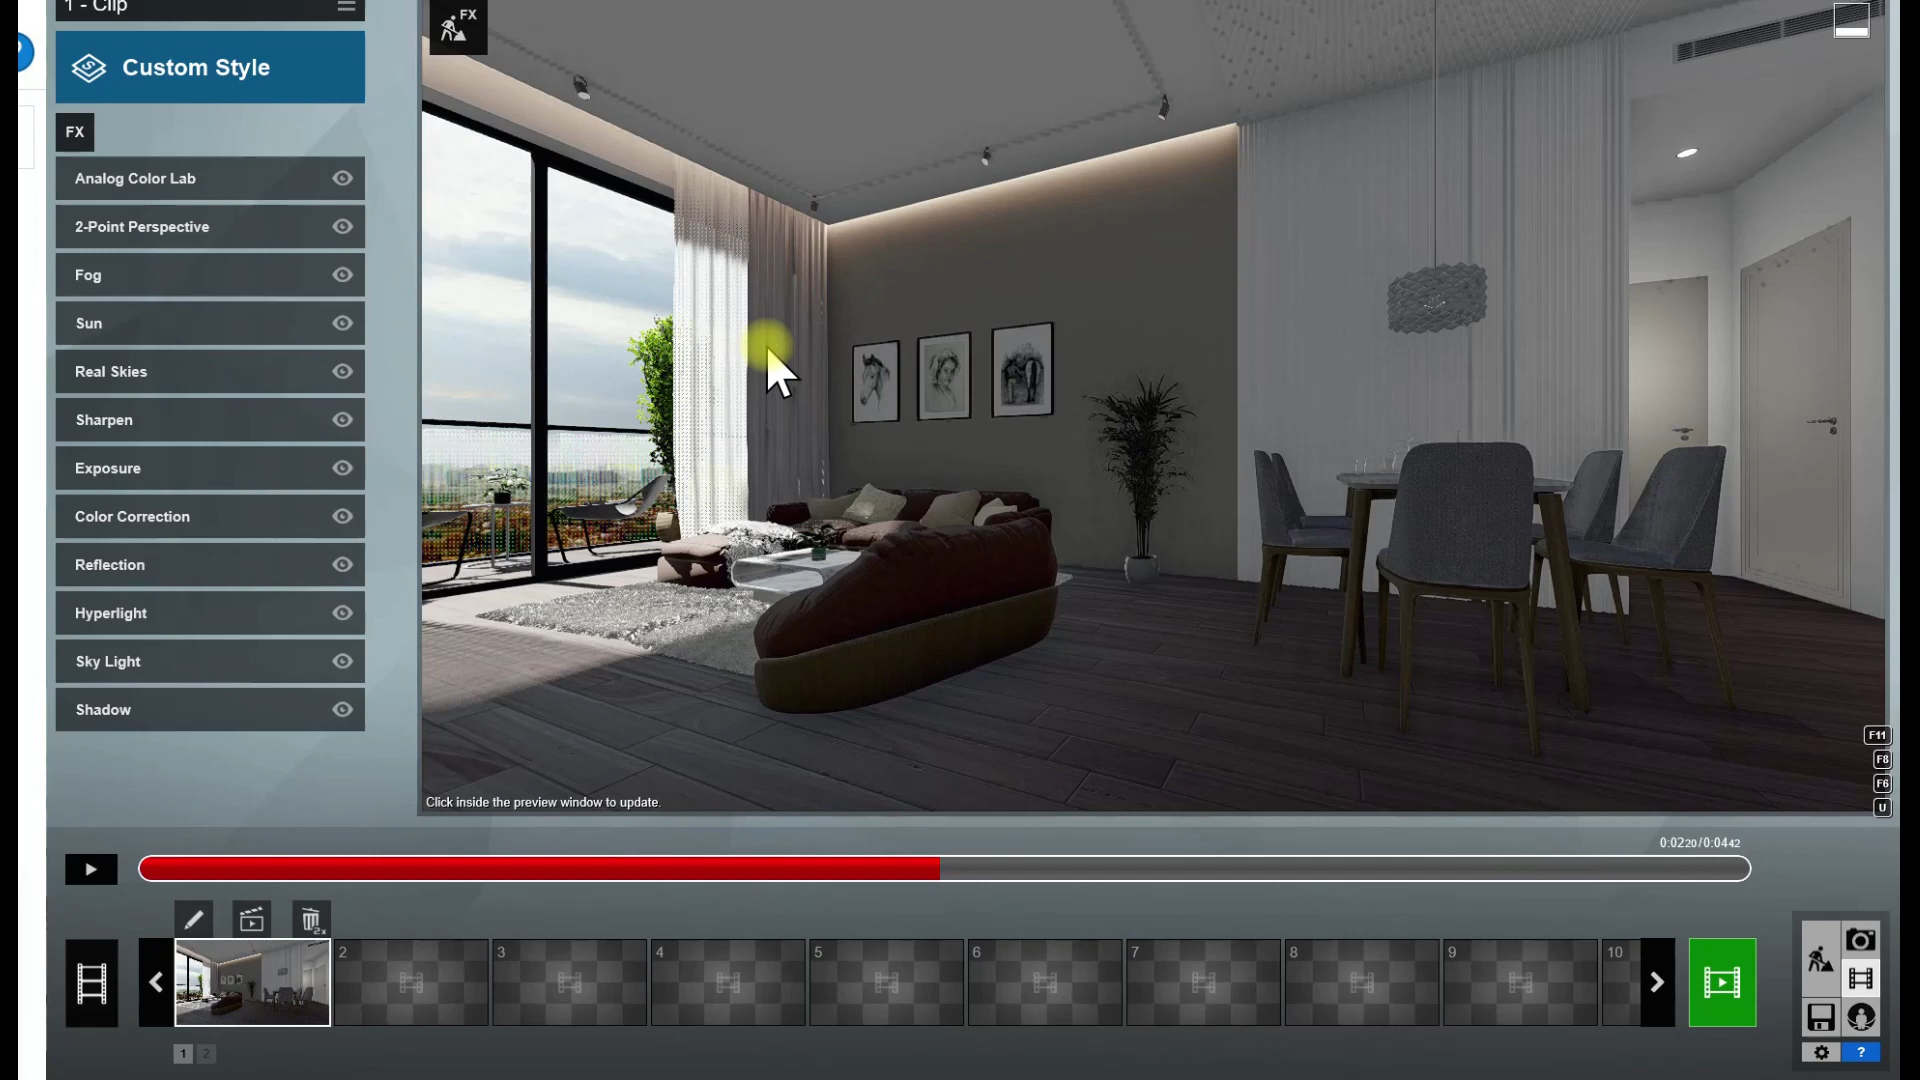 1 - Clip
FX
Custom Style
FX
Analog Color Lab
2-Point Perspective
Fog
Sun
Real Skies
Sharpen
Exposure
Color Correction
Reflection
Hyperlight
Sky Light
Shadow
F11
F8
F6
U
Click inside the preview window to update.
0:0220/0:0442
2x
2
3
4
5
6
7
8
9
10
1
2
?